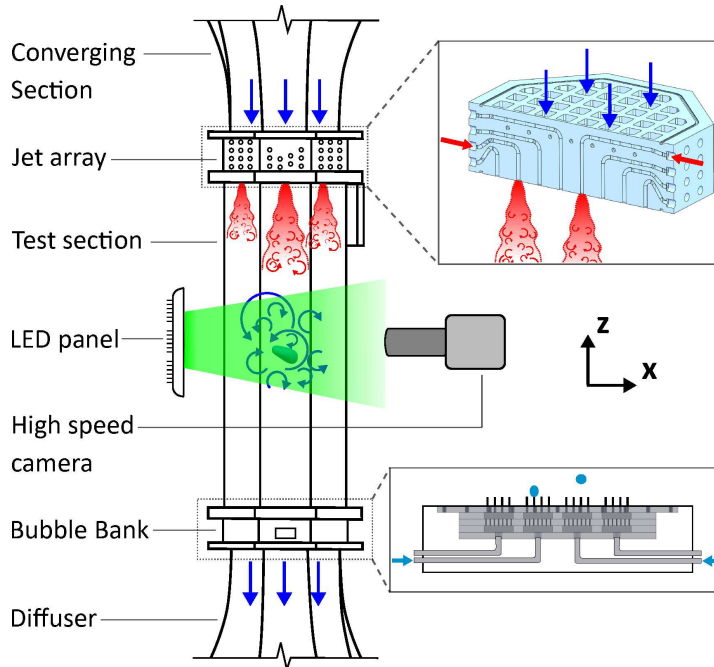 Converging
Section
Jet array
Test section
LED panel
z
x
High speed
camera
Bubble Bank
Diffuser